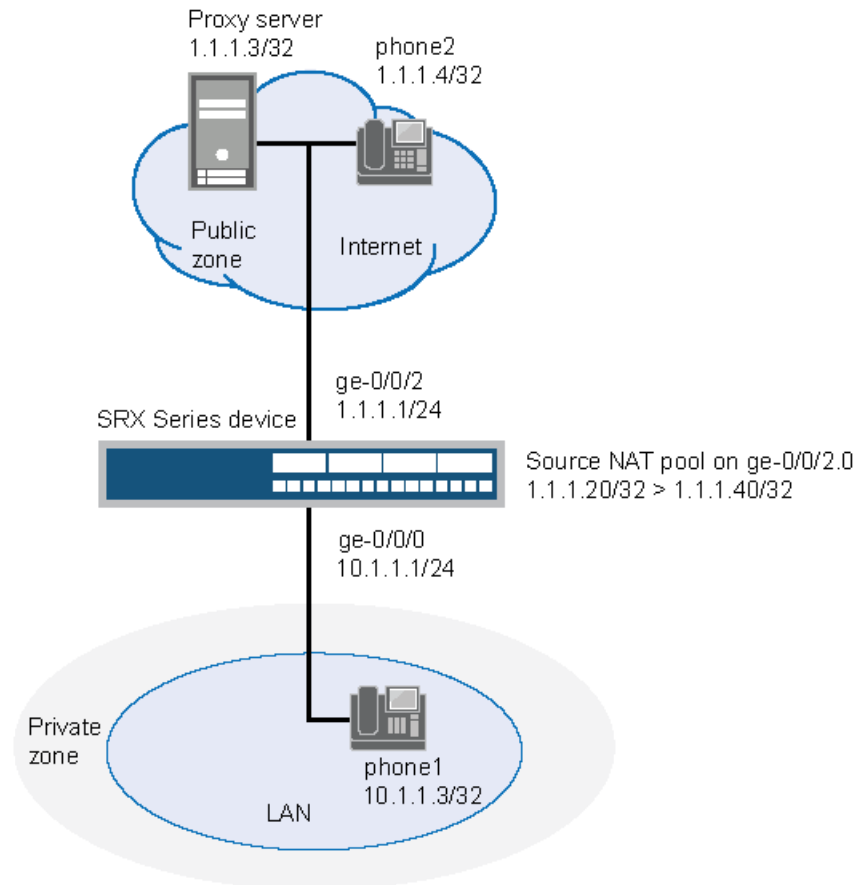 Proxy server
1.1.1.3/32
phone2
1.1.1.4/32
Public
zone
Internet
ge-0/0/2
1.1.1.1/24
SRX Series device
Source NAT pool on ge-0/0/2.0
1.1.1.20/32 > 1.1.1.40/32
ge-0/0/0
10.1.1.1/24
Private
zone
phone1
10.1.1.3/32
LAN